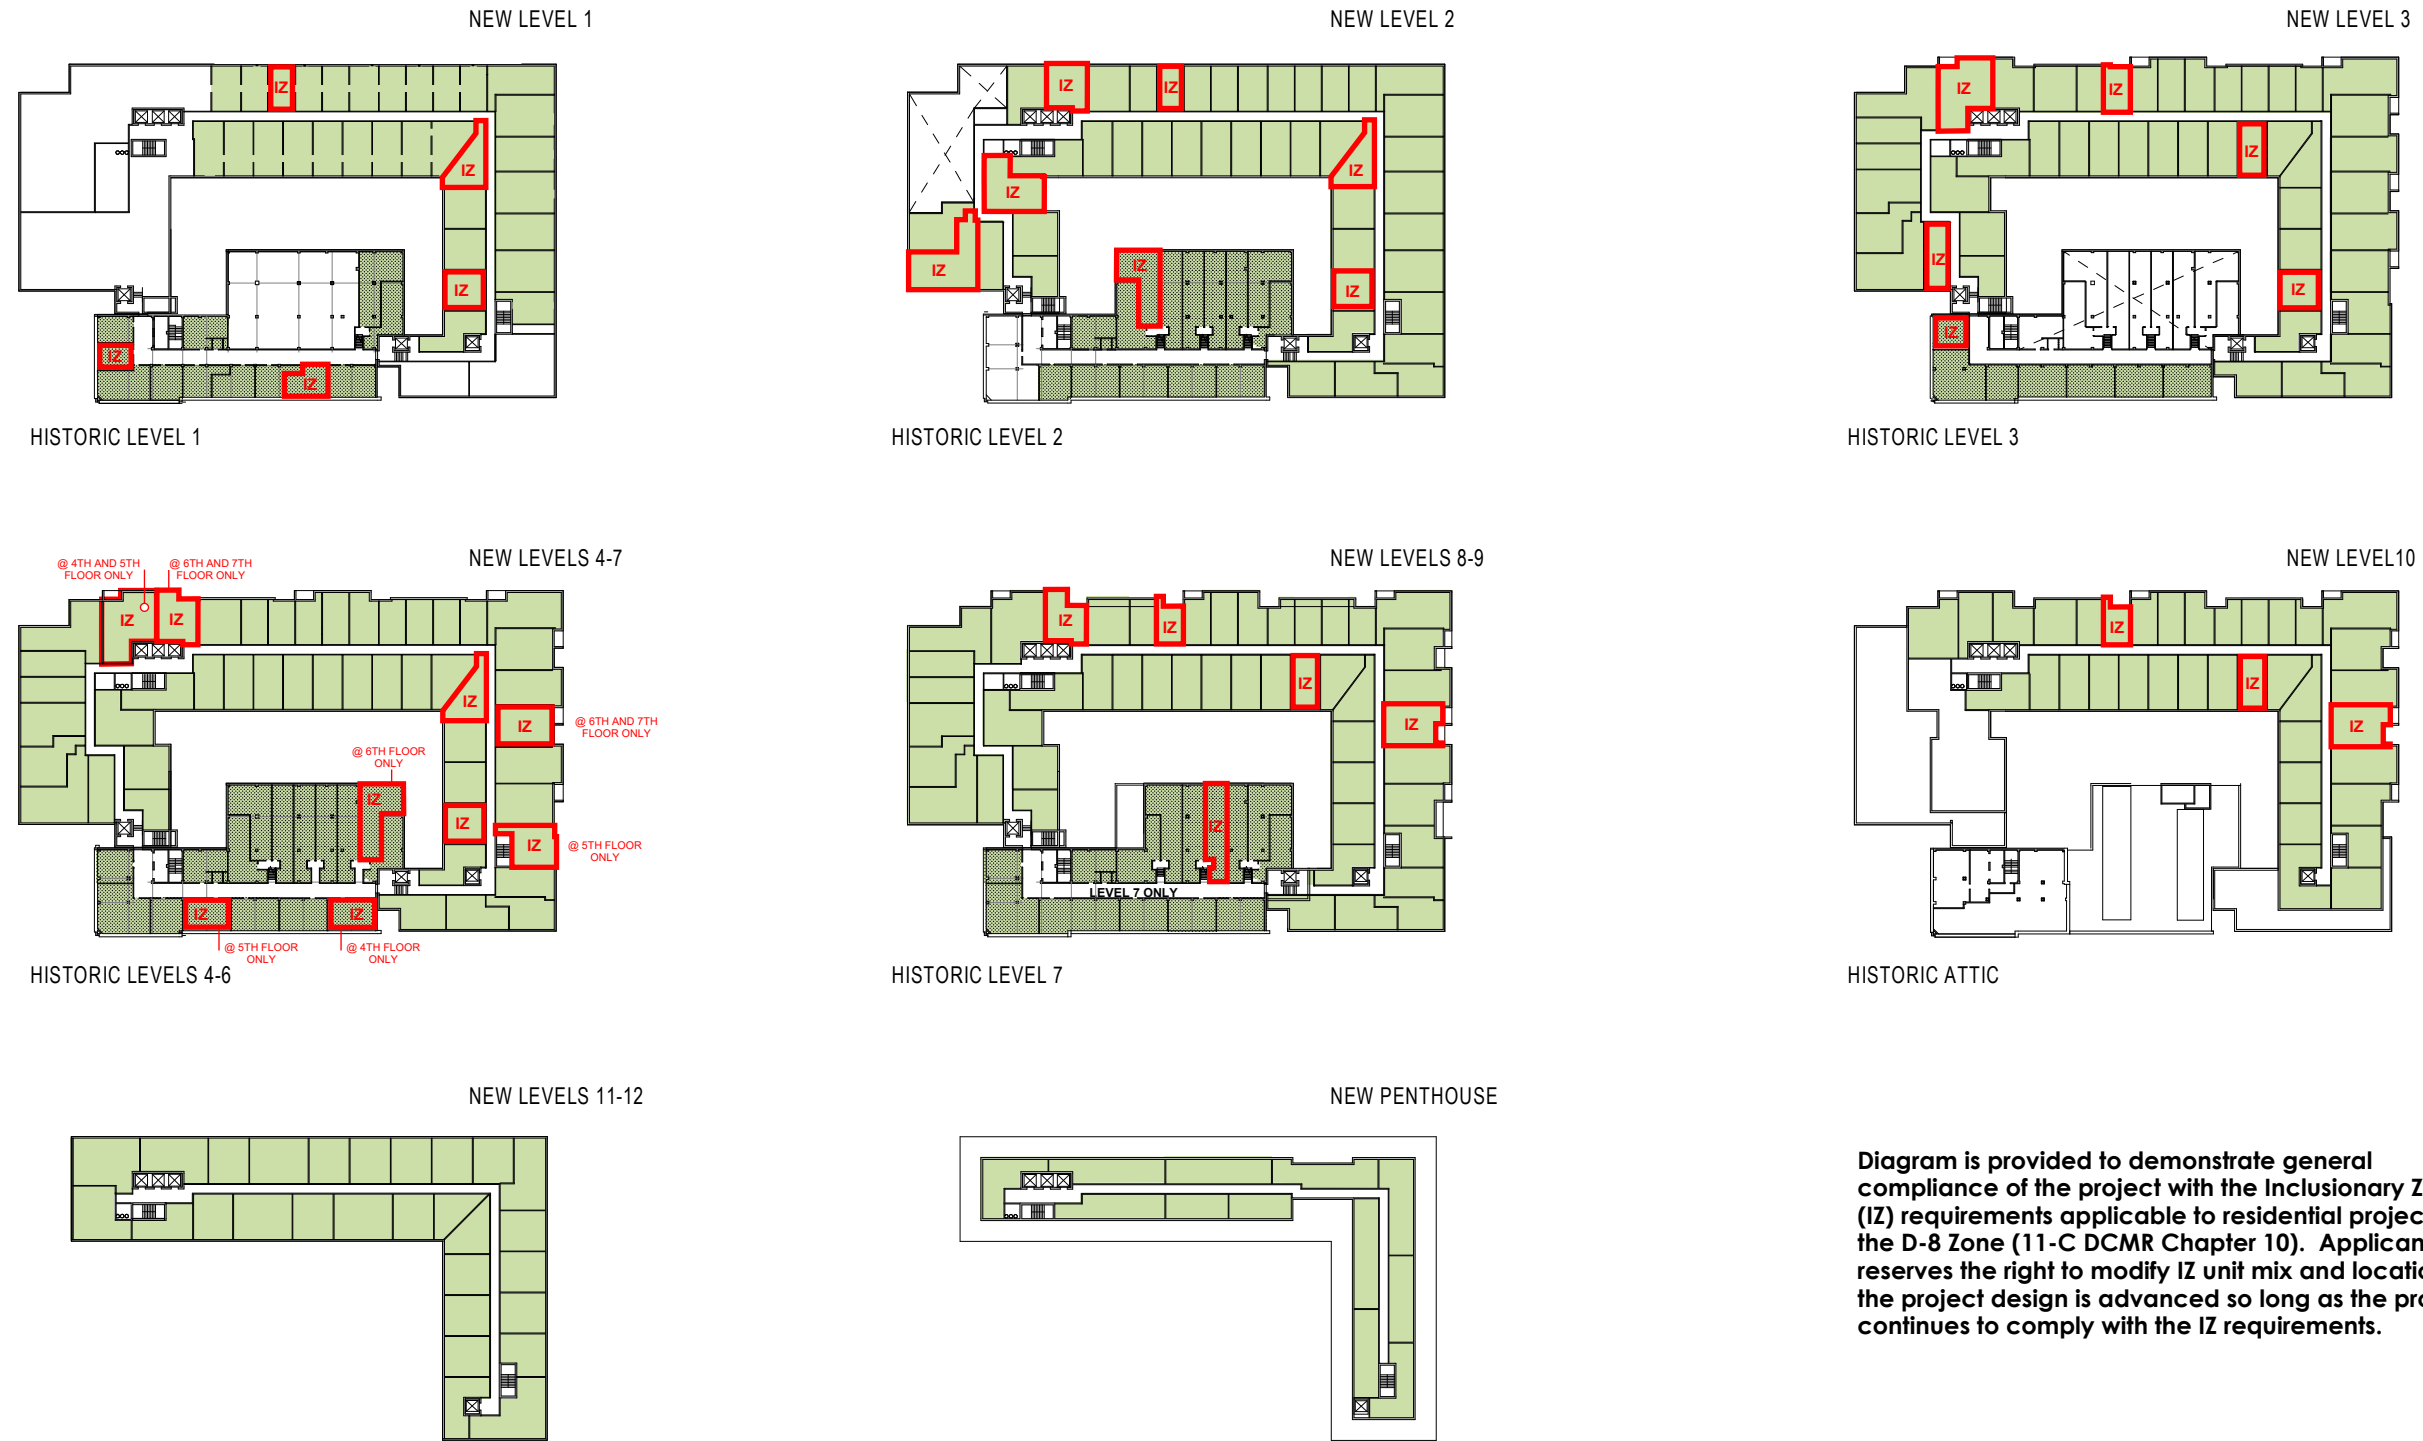 NEW LEVEL 1
IZ
IZ
IZ
IZ
IZ
HISTORIC LEVEL 1
NEW LEVEL 2
IZ
IZ
IZ
IZ
IZ
IZ
IZ
HISTORIC LEVEL 2
NEW LEVEL 3
IZ
IZ
IZ
IZ
IZ
IZ
HISTORIC LEVEL 3
NEW LEVELS 4-7
@ 4TH AND 5TH
FLOOR ONLY
@ 6TH AND 7TH
FLOOR ONLY
IZ
IZ
IZ
IZ
@ 6TH AND 7TH
FLOOR ONLY
@ 6TH FLOOR
ONLY
IZ
IZ
IZ
@ 5TH FLOOR
ONLY
IZ
IZ
@ 5TH FLOOR
ONLY
@ 4TH FLOOR
ONLY
HISTORIC LEVELS 4-6
NEW LEVELS 8-9
IZ
IZ
IZ
IZ
IZ
LEVEL 7 ONLY
HISTORIC LEVEL 7
NEW LEVEL10
IZ
IZ
IZ
HISTORIC ATTIC
NEW LEVELS 11-12
NEW PENTHOUSE
Diagram is provided to demonstrate general
compliance of the project with the Inclusionary Z
(IZ) requirements applicable to residential projec
the D-8 Zone (11-C DCMR Chapter 10).  Applican
reserves the right to modify IZ unit mix and locatio
the project design is advanced so long as the pro
continues to comply with the IZ requirements.